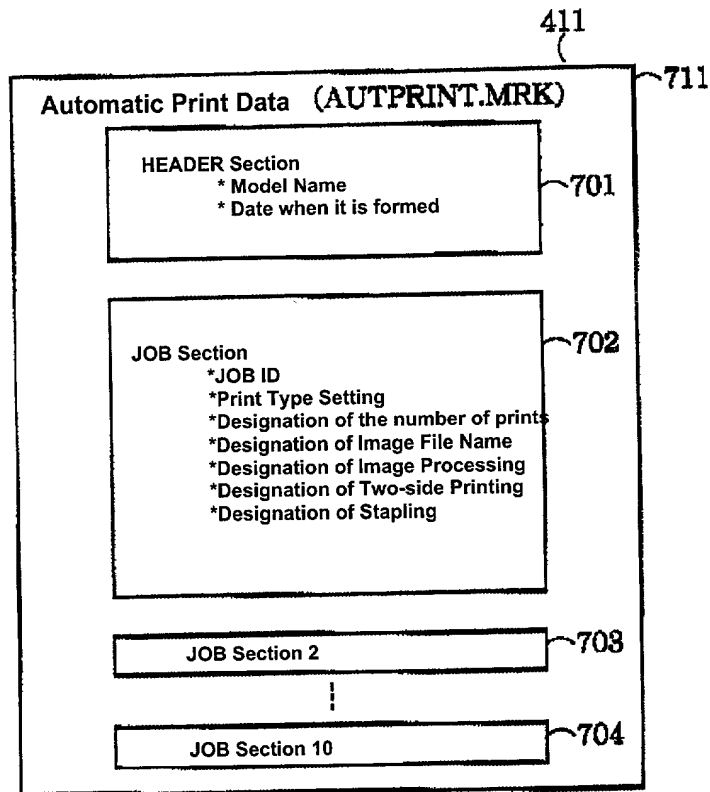 411
711
Automatic Print Data (AUTPRINT.MRK)
HEADER Section
* Model Name
* Date when it is formed
701
702
JOB Section
*JOB ID
*Print Type Setting
*Designation of the number of prints
*Designation of Image File Name
*Designation of Image Processing
*Designation of Two-side Printing
*Designation of Stapling
JOB Section 2
703
JOB Section 10
704